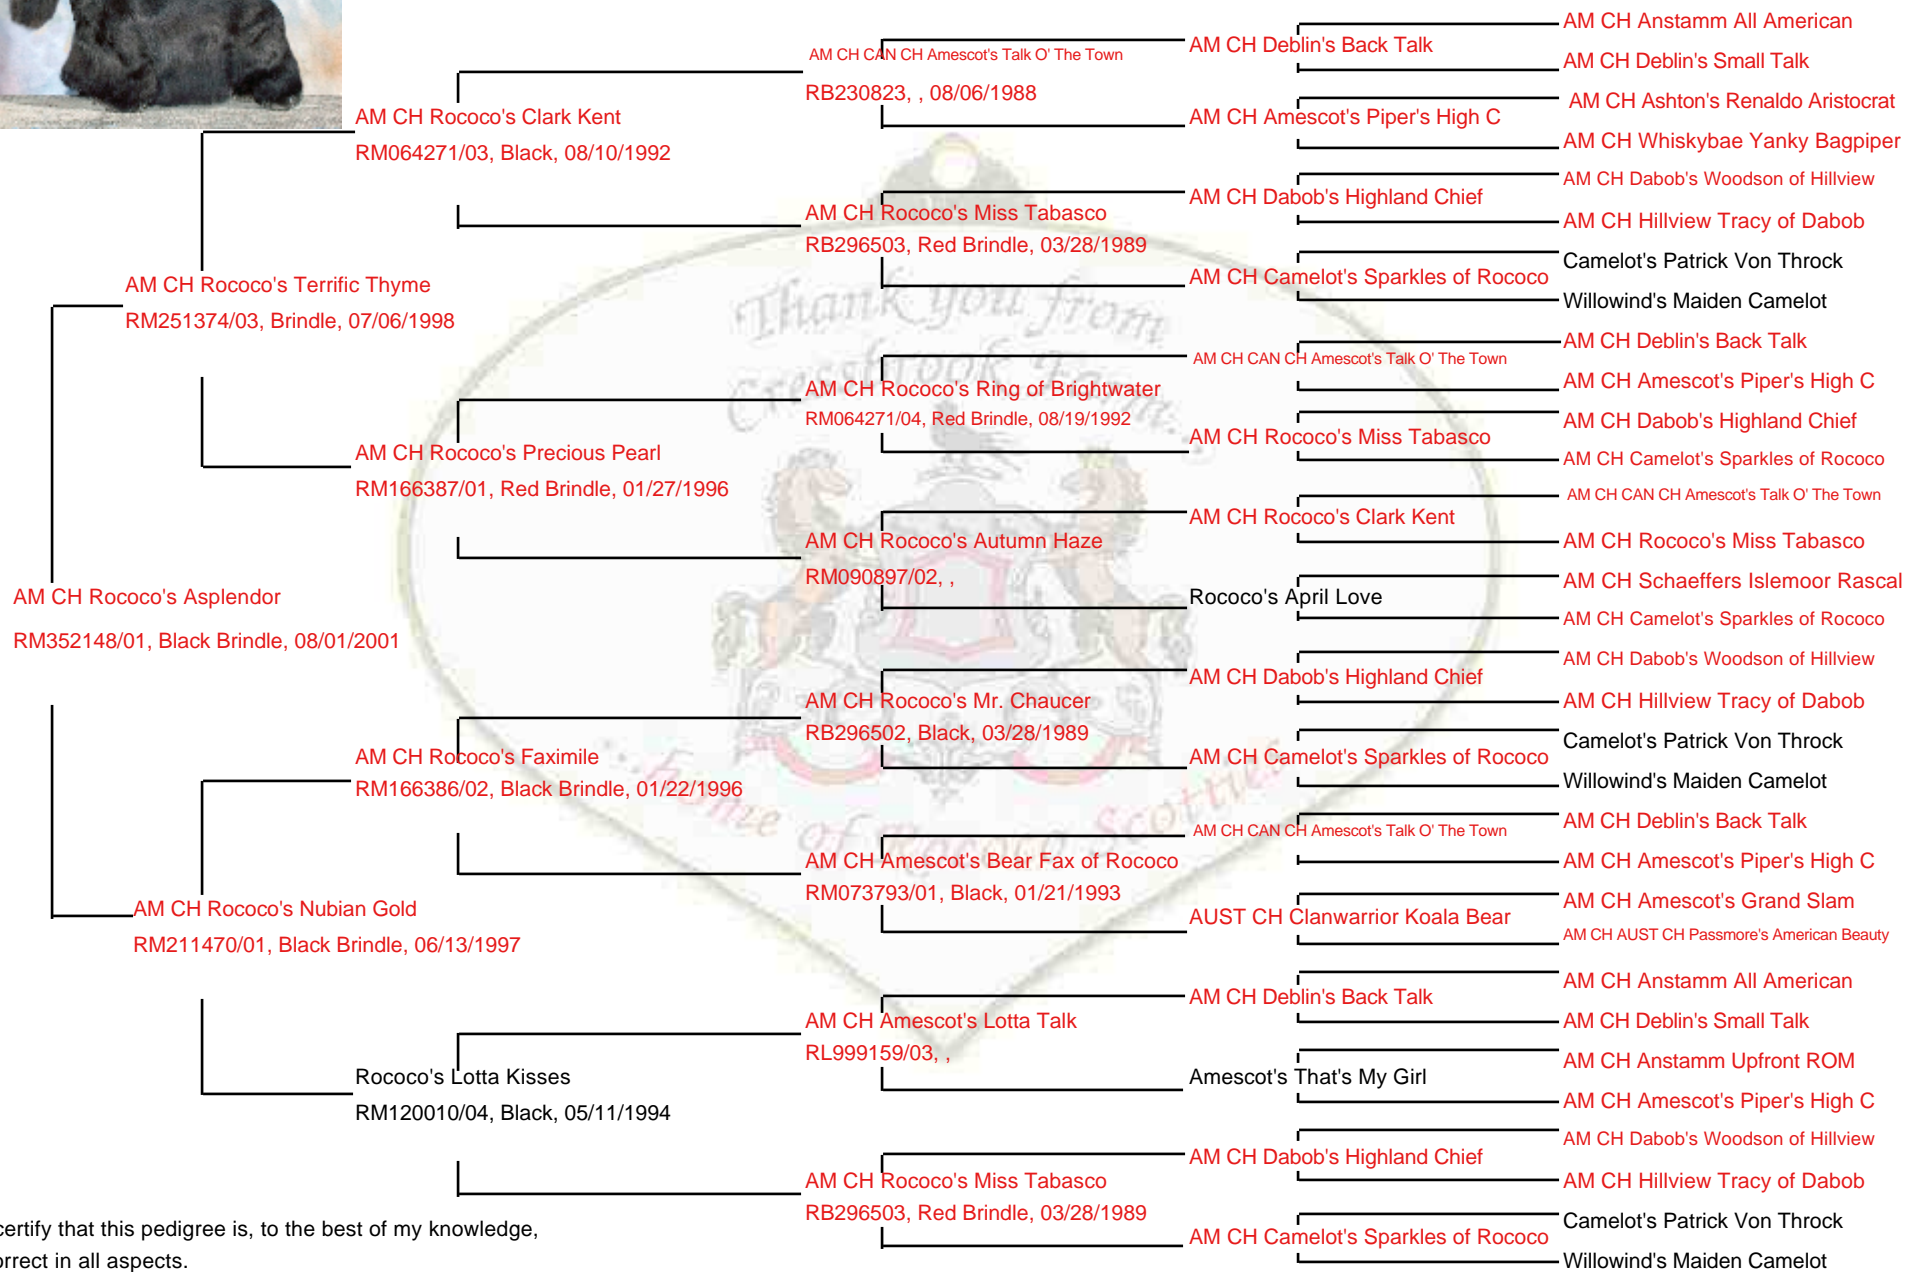 AM CH Rococo's Asplendor
RM352148/01, Black Brindle, 08/01/2001
AM CH Rococo's Terrific Thyme
RM251374/03, Brindle, 07/06/1998
AM CH Rococo's Nubian Gold
RM211470/01, Black Brindle, 06/13/1997
AM CH Rococo's Clark Kent
RM064271/03, Black, 08/10/1992
AM CH Rococo's Precious Pearl
RM166387/01, Red Brindle, 01/27/1996
AM CH Rococo's Faximile
RM166386/02, Black Brindle, 01/22/1996
Rococo's Lotta Kisses
RM120010/04, Black, 05/11/1994
AM CH CAN CH Amescot's Talk O' The Town
RB230823, , 08/06/1988
AM CH Rococo's Miss Tabasco
RB296503, Red Brindle, 03/28/1989
AM CH Rococo's Ring of Brightwater
RM064271/04, Red Brindle, 08/19/1992
AM CH Rococo's Autumn Haze
RM090897/02, ,
AM CH Rococo's Mr. Chaucer
RB296502, Black, 03/28/1989
AM CH Amescot's Bear Fax of Rococo
RM073793/01, Black, 01/21/1993
AM CH Amescot's Lotta Talk
RL999159/03, ,
AM CH Rococo's Miss Tabasco
RB296503, Red Brindle, 03/28/1989
AM CH Deblin's Back Talk
AM CH Amescot's Piper's High C
AM CH Dabob's Highland Chief
AM CH Camelot's Sparkles of Rococo
AM CH CAN CH Amescot's Talk O' The Town
AM CH Rococo's Miss Tabasco
AM CH Rococo's Clark Kent
Rococo's April Love
AM CH Dabob's Highland Chief
AM CH Camelot's Sparkles of Rococo
AM CH CAN CH Amescot's Talk O' The Town
AUST CH Clanwarrior Koala Bear
AM CH Deblin's Back Talk
Amescot's That's My Girl
AM CH Dabob's Highland Chief
AM CH Camelot's Sparkles of Rococo
AM CH Anstamm All American
AM CH Deblin's Small Talk
AM CH Ashton's Renaldo Aristocrat
AM CH Whiskybae Yanky Bagpiper
AM CH Dabob's Woodson of Hillview
AM CH Hillview Tracy of Dabob
Camelot's Patrick Von Throck
Willowind's Maiden Camelot
AM CH Deblin's Back Talk
AM CH Amescot's Piper's High C
AM CH Dabob's Highland Chief
AM CH Camelot's Sparkles of Rococo
AM CH CAN CH Amescot's Talk O' The Town
AM CH Rococo's Miss Tabasco
AM CH Schaeffers Islemoor Rascal
AM CH Camelot's Sparkles of Rococo
AM CH Dabob's Woodson of Hillview
AM CH Hillview Tracy of Dabob
Camelot's Patrick Von Throck
Willowind's Maiden Camelot
AM CH Deblin's Back Talk
AM CH Amescot's Piper's High C
AM CH Amescot's Grand Slam
AM CH AUST CH Passmore's American Beauty
AM CH Anstamm All American
AM CH Deblin's Small Talk
AM CH Anstamm Upfront ROM
AM CH Amescot's Piper's High C
AM CH Dabob's Woodson of Hillview
AM CH Hillview Tracy of Dabob
Camelot's Patrick Von Throck
Willowind's Maiden Camelot
Thank you from
Cressbrook Farm...
...home of Rococo Scotties
certify that this pedigree is, to the best of my knowledge,
orrect in all aspects.